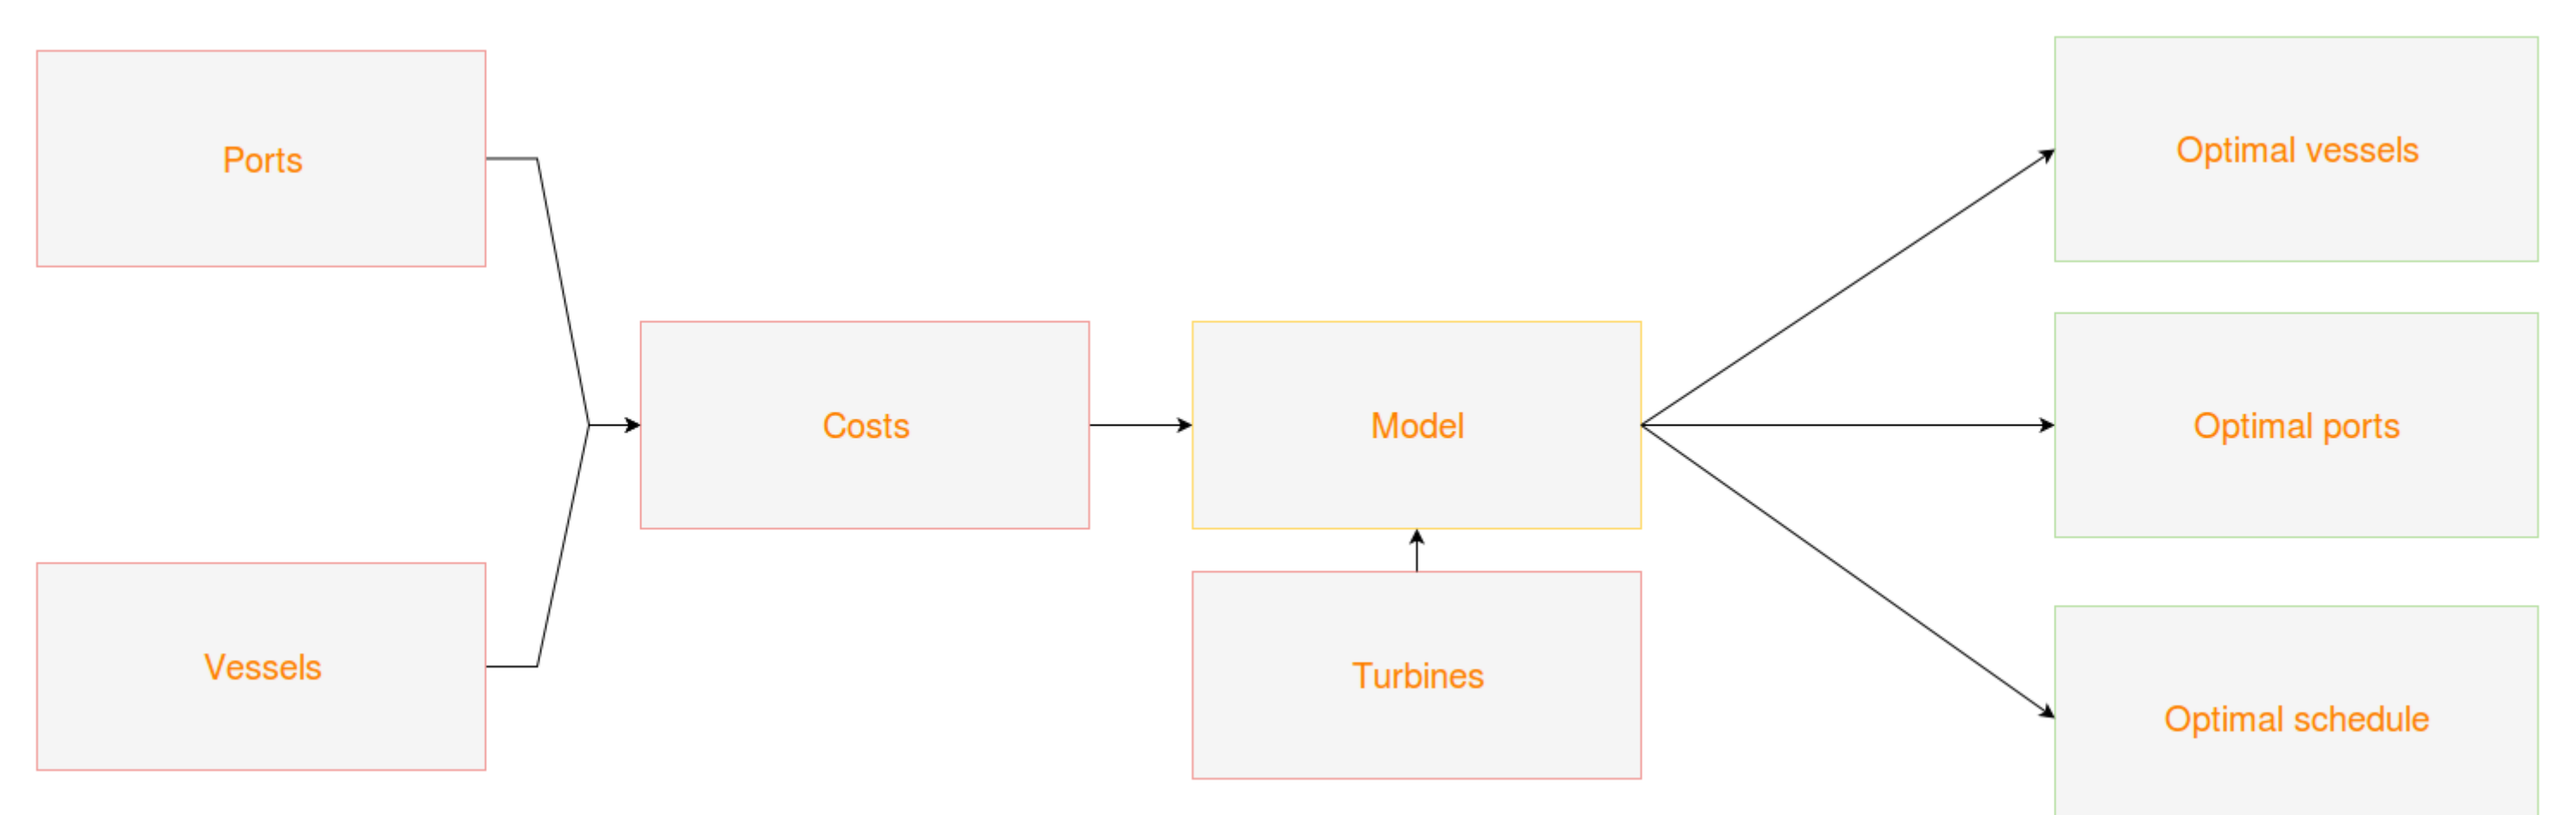 Ports
Vessels
Costs
Model
Turbines
Optimal vessels
Optimal ports
Optimal schedule